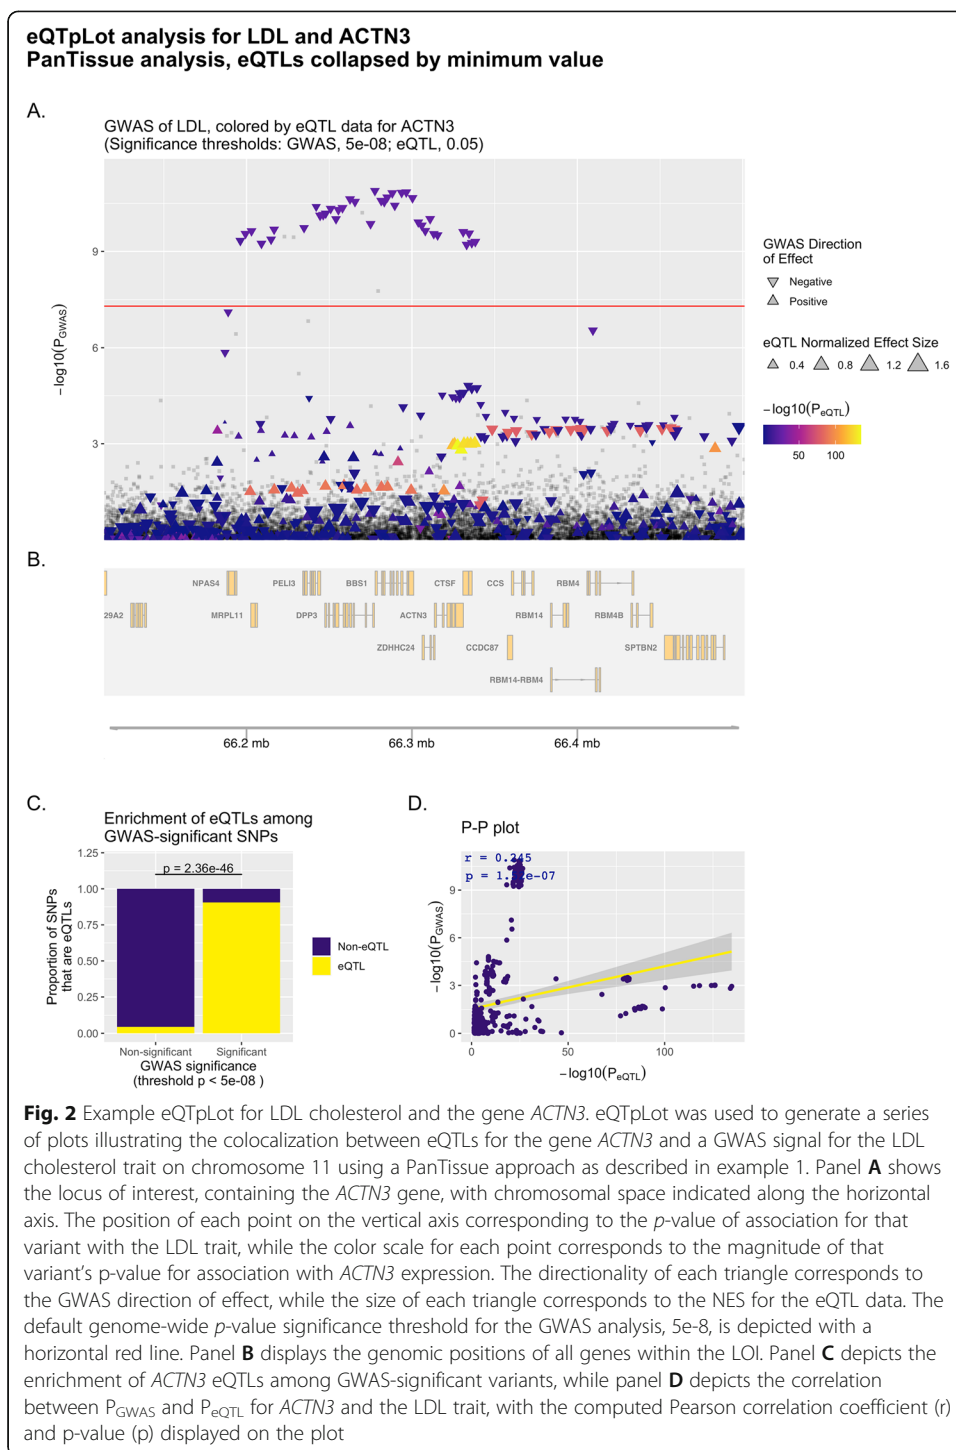 eQTpLot analysis for LDL and ACTN3
PanTissue analysis, eQTLs collapsed by minimum value
A.
GWAS of LDL, colored by eQTL data for ACTN3
(Significance thresholds: GWAS, 5e-08; eQTL, 0.05)
−log10(PGWAS)
9
6
3
GWAS Direction
of Effect
Negative
Positive
eQTL Normalized Effect Size
0.4 0.8 1.2 1.6
−log10(PeQTL)
50 100
B.
NPAS4 PELI3 BBS1 CTSF CCS RBM4
29A2 MRPL11 DPP3 ACTN3 RBM14 RBM4B
ZDHHC24 CCDC87 SPTBN2
RBM14-RBM4
66.2 mb 66.3 mb 66.4 mb
C.
Enrichment of eQTLs among
GWAS-significant SNPs
Proportion of SNPs
that are eQTLs
1.25
1.00
0.75
0.50
0.25
0.00
p = 2.36e-46
Non-significant Significant
GWAS significance
(threshold p < 5e-08 )
Non-eQTL
eQTL
D.
P-P plot
r = 0.245
−log10(PGWAS)
9
6
3
0
0 50 100
−log10(PeQTL)
Fig. 2 Example eQTpLot for LDL cholesterol and the gene ACTN3. eQTpLot was used to generate a series
of plots illustrating the colocalization between eQTLs for the gene ACTN3 and a GWAS signal for the LDL
cholesterol trait on chromosome 11 using a PanTissue approach as described in example 1. Panel A shows
the locus of interest, containing the ACTN3 gene, with chromosomal space indicated along the horizontal
axis. The position of each point on the vertical axis corresponding to the p-value of association for that
variant with the LDL trait, while the color scale for each point corresponds to the magnitude of that
variant's p-value for association with ACTN3 expression. The directionality of each triangle corresponds to
the GWAS direction of effect, while the size of each triangle corresponds to the NES for the eQTL data. The
default genome-wide p-value significance threshold for the GWAS analysis, 5e-8, is depicted with a
horizontal red line. Panel B displays the genomic positions of all genes within the LOI. Panel C depicts the
enrichment of ACTN3 eQTLs among GWAS-significant variants, while panel D depicts the correlation
between PGWAS and PeQTL for ACTN3 and the LDL trait, with the computed Pearson correlation coefficient (r)
and p-value (p) displayed on the plot